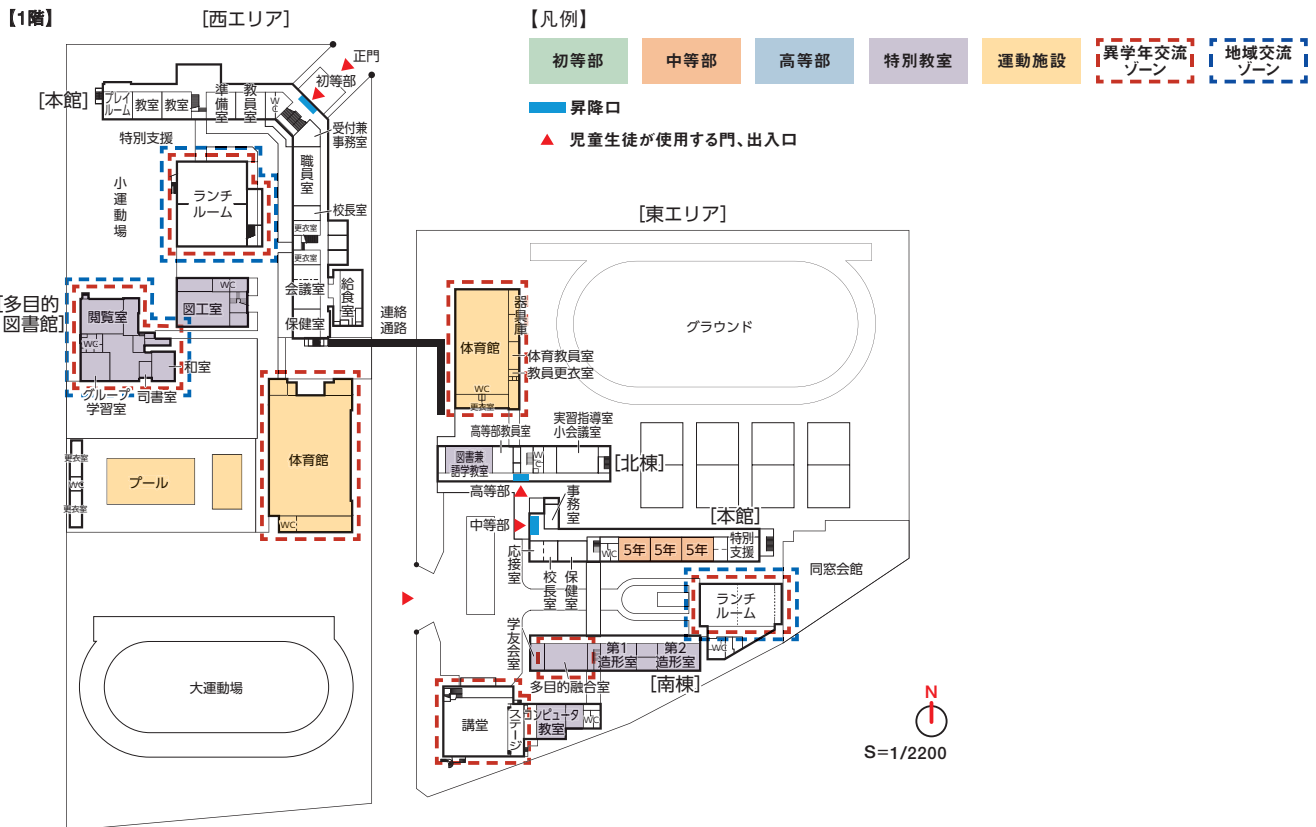 【1階】
[西エリア]
【凡例】
初等部
中等部
高等部
特別教室
運動施設
異学年交流
ゾーン
地域交流
ゾーン
昇降口
児童生徒が使用する門、出入口
正門
初等部
[本館]
プレイ
ルーム
教室
教室
準備室
教員室
WC
受付兼
事務室
特別支援
職員室
小運動場
ランチ
ルーム
校長室
更衣室
更衣室
会議室
給食室
保健室
WC
図工室
[多目的
図書館]
閲覧室
WC
和室
グループ
学習室
司書室
連絡
通路
体育館
WC
更衣室
WC
更衣室
プール
大運動場
[東エリア]
グラウンド
器具庫
体育館
体育教員室
教員更衣室
WC
更衣室
高等部教員室
実習指導室
小会議室
図書兼
語学教室
WC
[北棟]
高等部
中等部
事務室
[本館]
応接室
校長室
保健室
WC
5年
5年
5年
特別
支援
同窓会館
ランチ
ルーム
WC
学友会室
第1
造形室
第2
造形室
多目的融合室
[南棟]
講堂
ステージ
コンピュータ
教室
WC
N
S=1/2200